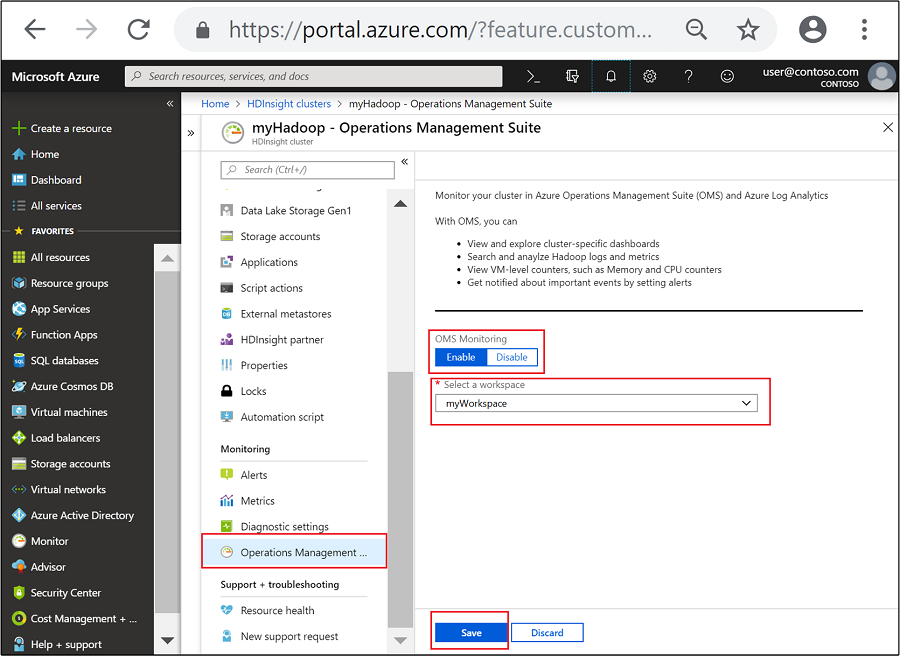 https://portal.azure.com/?feature.custom...
Microsoft Azure
Search resources, services, and docs
user@contoso.com
CONTOSO
Create a resource
Home
Dashboard
All services
FAVORITES
All resources
Resource groups
App Services
Function Apps
SQL databases
Azure Cosmos DB
Virtual machines
Load balancers
Storage accounts
Virtual networks
Azure Active Directory
Monitor
Advisor
Security Center
Cost Management + ...
Help + support
Home > HDInsight clusters > myHadoop - Operations Management Suite
myHadoop - Operations Management Suite
HDInsight cluster
Search (Ctrl+/)
Data Lake Storage Gen1
Storage accounts
Applications
Script actions
External metastores
HDInsight partner
Properties
Locks
Automation script
Monitoring
Alerts
Metrics
Diagnostic settings
Operations Management ...
Support + troubleshooting
Resource health
New support request
Monitor your cluster in Azure Operations Management Suite (OMS) and Azure Log Analytics
With OMS, you can
• View and explore cluster-specific dashboards
• Search and anaylze Hadoop logs and metrics
• View VM-level counters, such as Memory and CPU counters
• Get notified about important events by setting alerts
OMS Monitoring
Enable Disable
* Select a workspace
myWorkspace
Save Discard